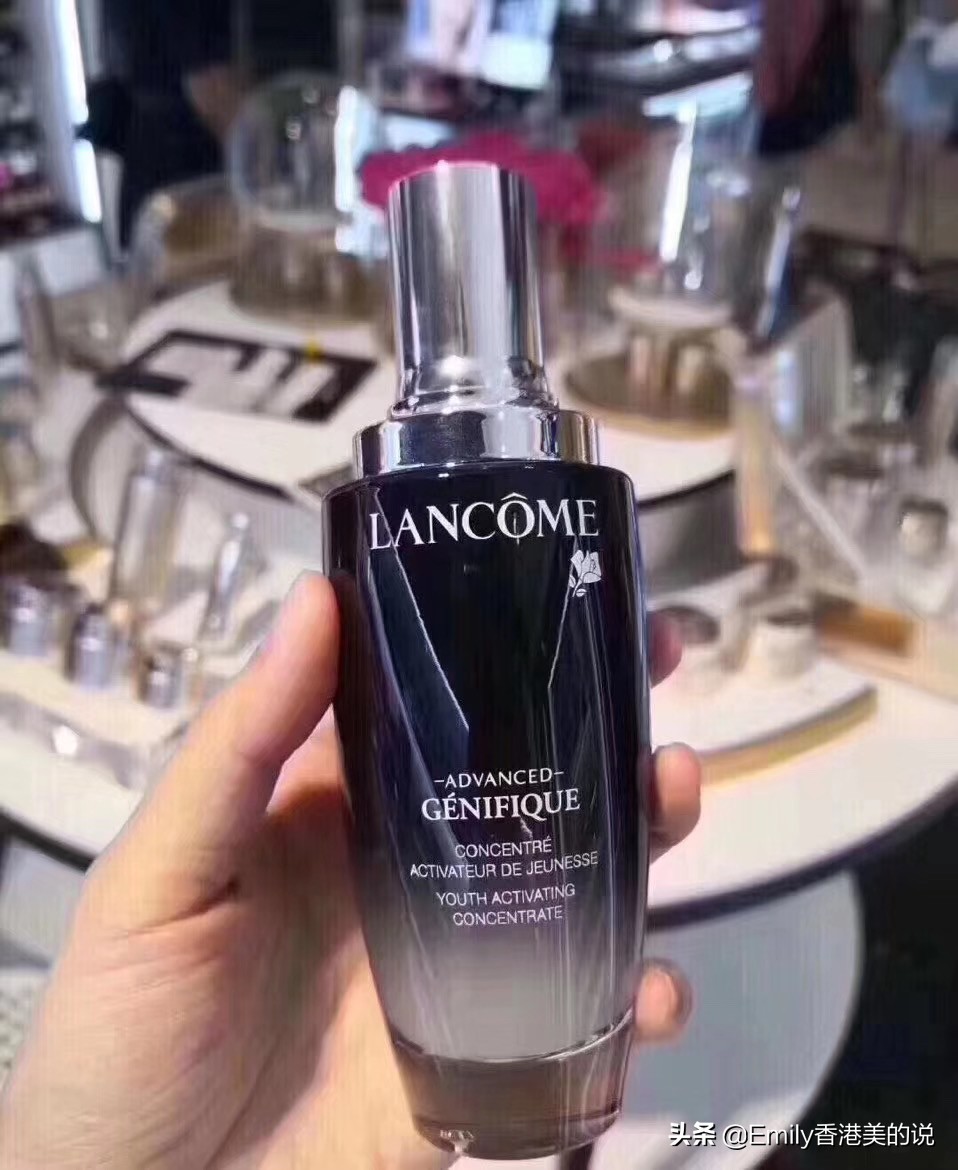 LANCÔME
-ADVANCED-
GÉNIFIQUE
CONCENTRÉ
ACTIVATEUR DE JEUNESSE
YOUTH ACTIVATING
CONCENTRATE
头条 @Emily香港美的说